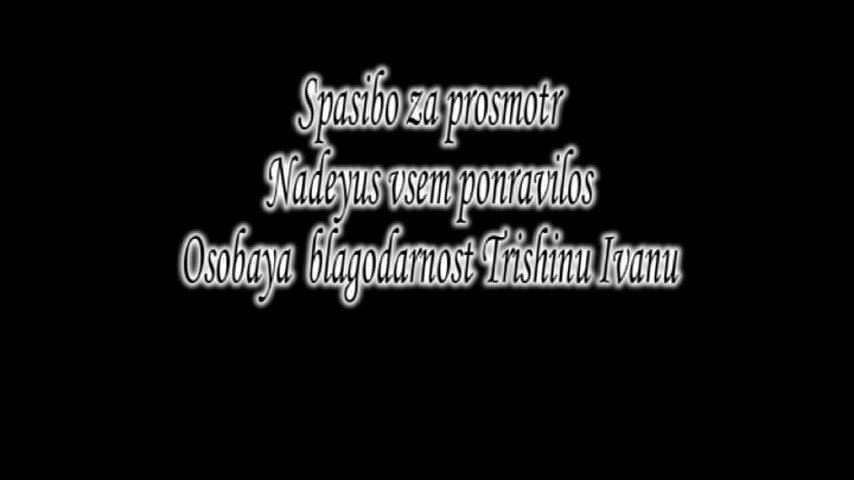 Spasibo za prosmotr
Nadeyus vsem ponravilos
Osobaya blagodarnost Trishinu Ivanu